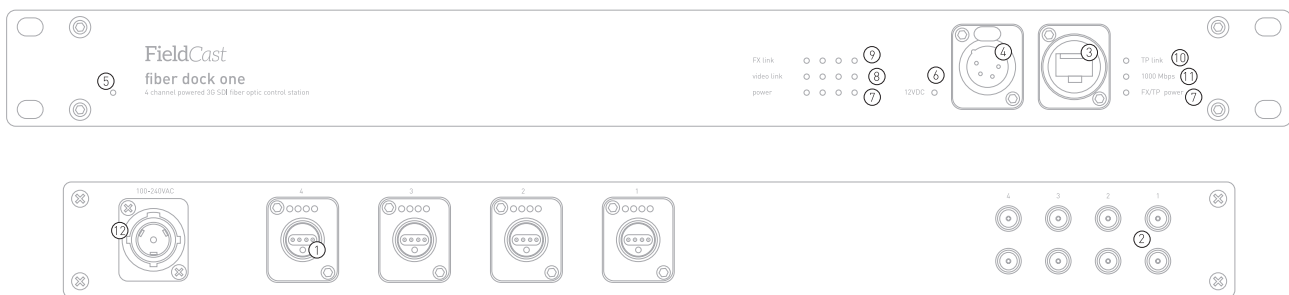 FieldCast
fiber dock one
4 channel powered 3G SDI fiber optic control station
5
FX link 9
video link 8
power 7
6
12VDC
4
3
TP link 10
1000 Mbps 11
FX/TP power 7
100-240VAC
12
4 3 2 1
1
4 3 2 1
2